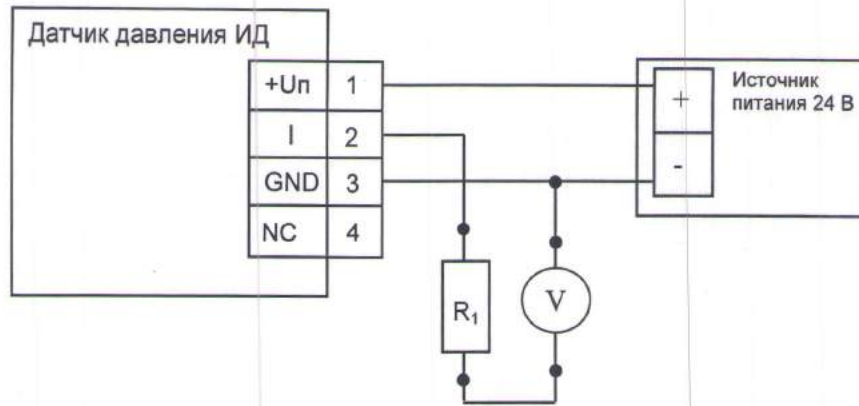 Датчик давления ИД
+Uп 1
I 2
GND 3
NC 4
+
-
Источник
питания 24 В
R₁
V